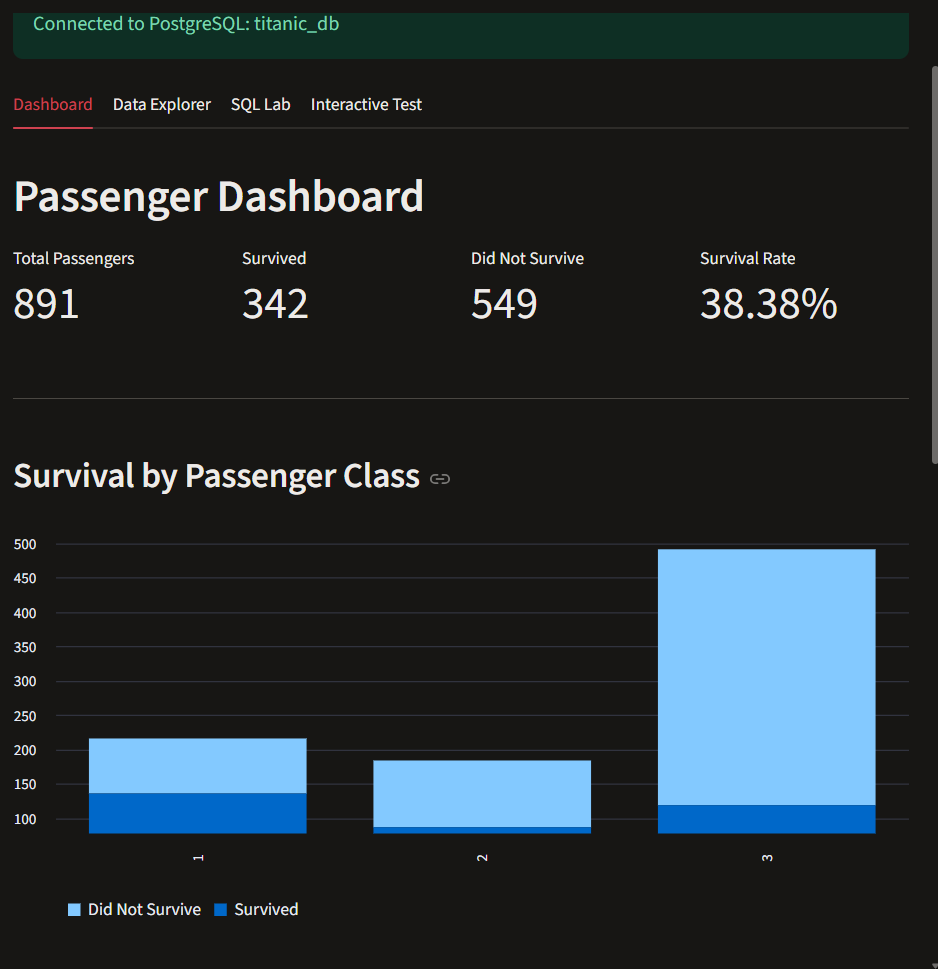 Connected to PostgreSQL: titanic_db
Dashboard Data Explorer SQL Lab Interactive Test
Passenger Dashboard
Total Passengers Survived Did Not Survive Survival Rate
891 342 549 38.38%
Survival by Passenger Class
500
450
400
350
300
250
200
150
100
1 2 3
Did Not Survive Survived